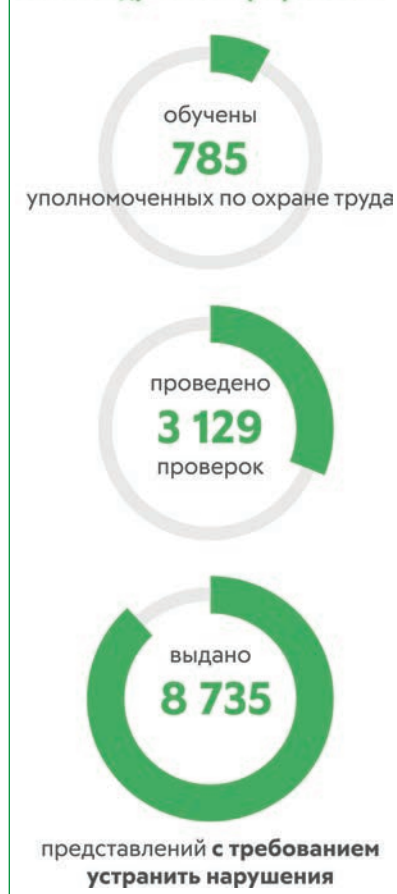 обучены
785
уполномоченных по охране труда
проведено
3 129
проверок
выдано
8 735
представлений с требованием
устранить нарушения